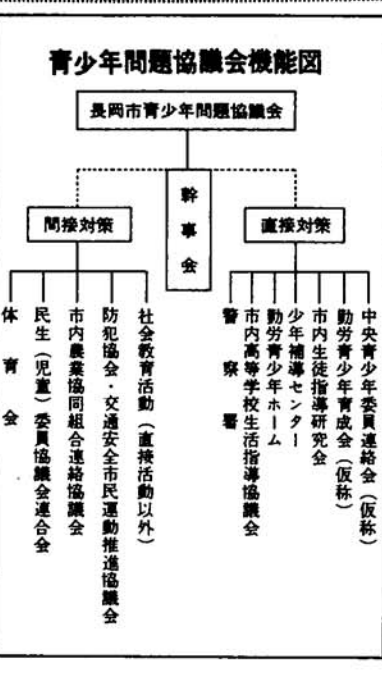 青少年問題協議会機能図
長岡市青少年問題協議会
幹事会
直接対策
中央青少年委員連絡会(仮称)
勤労青少年育成会(仮称)
市内生徒指導研究会
少年補導センター
勤労青少年ホーム
市内高等学校生活指導協議会
警察署
間接対策
社会教育活動(直接活動以外)
防犯協会・交通安全市民運動推進協議会
市内農業協同組合連絡協議会
民生(児童)委員協議会連合会
体育会